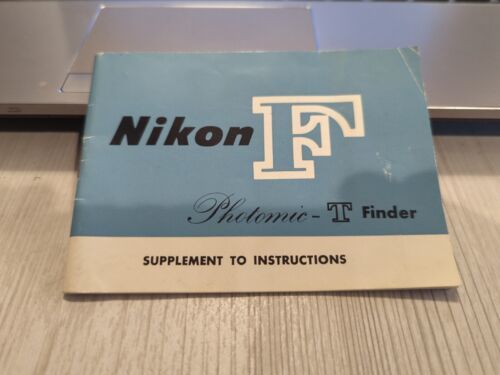 Nikon F
Photomic-T Finder
SUPPLEMENT TO INSTRUCTIONS